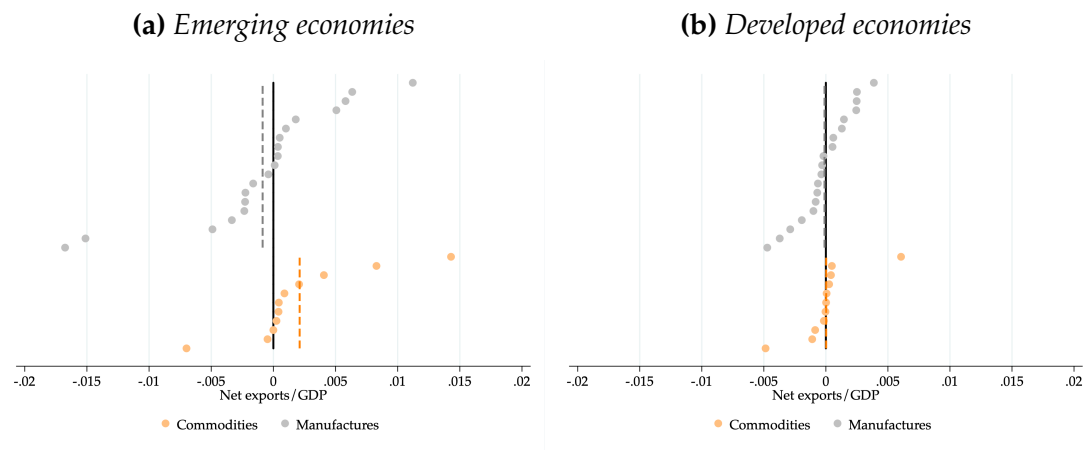 (a) Emerging economies
-.02 -.015 -.01 -.005 0 .005 .01 .015 .02
Net exports/GDP
Commodities Manufactures
(b) Developed economies
-.02 -.015 -.01 -.005 0 .005 .01 .015 .02
Net exports/GDP
Commodities Manufactures